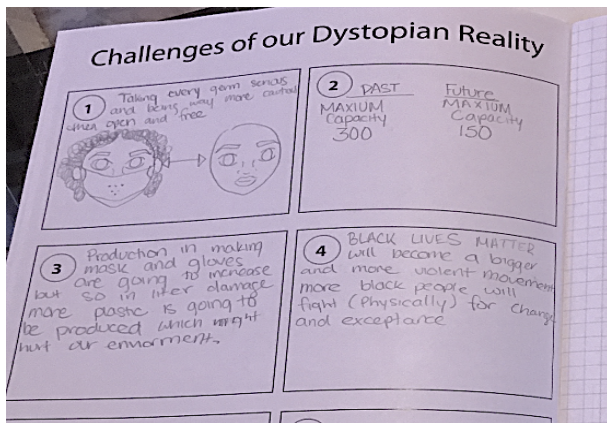 Challenges of our Dystopian Reality
1
Taking every germ serious
and being way more cautious
then open and free
2
PAST
Future
MAXIUM
Capacity
300
MAXIUM
Capacity
150
3
Production in making
mask and gloves
are going to increase
but so in liter damage
more plastic is going to
be produced which might
hurt our enviorment.
4
BLACK LIVES MATTER
will become a bigger
and more violent movement
more black people will
fight (Physically) for change
and exceptance